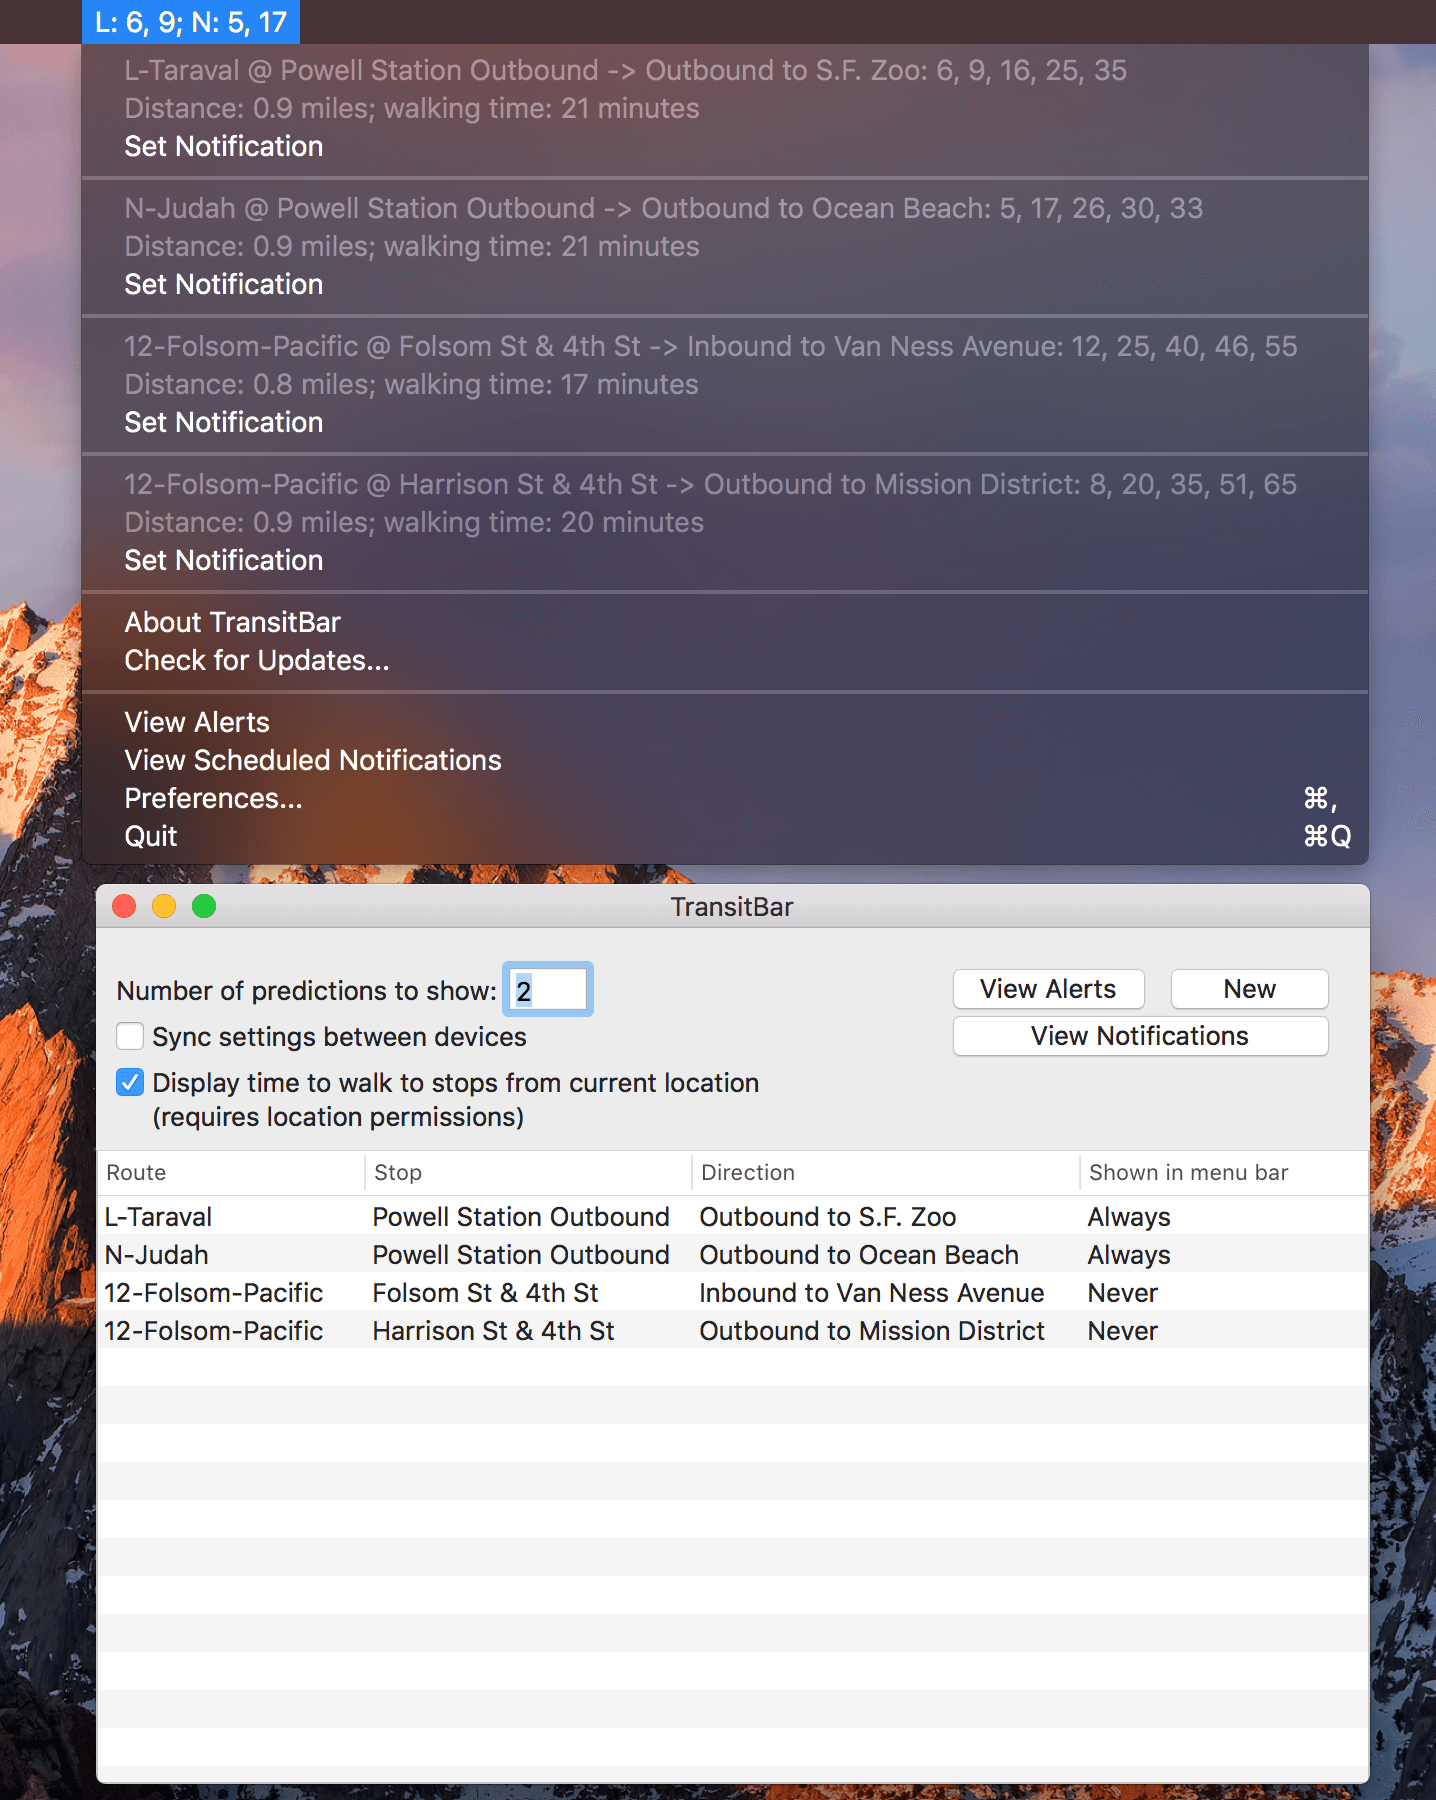 L: 6, 9; N: 5, 17
L-Taraval @ Powell Station Outbound -> Outbound to S.F. Zoo: 6, 9, 16, 25, 35
Distance: 0.9 miles; walking time: 21 minutes
Set Notification
N-Judah @ Powell Station Outbound -> Outbound to Ocean Beach: 5, 17, 26, 30, 33
Distance: 0.9 miles; walking time: 21 minutes
Set Notification
12-Folsom-Pacific @ Folsom St & 4th St -> Inbound to Van Ness Avenue: 12, 25, 40, 46, 55
Distance: 0.8 miles; walking time: 17 minutes
Set Notification
12-Folsom-Pacific @ Harrison St & 4th St -> Outbound to Mission District: 8, 20, 35, 51, 65
Distance: 0.9 miles; walking time: 20 minutes
Set Notification
About TransitBar
Check for Updates...
View Alerts
View Scheduled Notifications
Preferences... ⌘,
Quit ⌘Q
TransitBar
Number of predictions to show: 2 View Alerts New
Sync settings between devices View Notifications
Display time to walk to stops from current location
(requires location permissions)
Route Stop Direction Shown in menu bar
L-Taraval Powell Station Outbound Outbound to S.F. Zoo Always
N-Judah Powell Station Outbound Outbound to Ocean Beach Always
12-Folsom-Pacific Folsom St & 4th St Inbound to Van Ness Avenue Never
12-Folsom-Pacific Harrison St & 4th St Outbound to Mission District Never